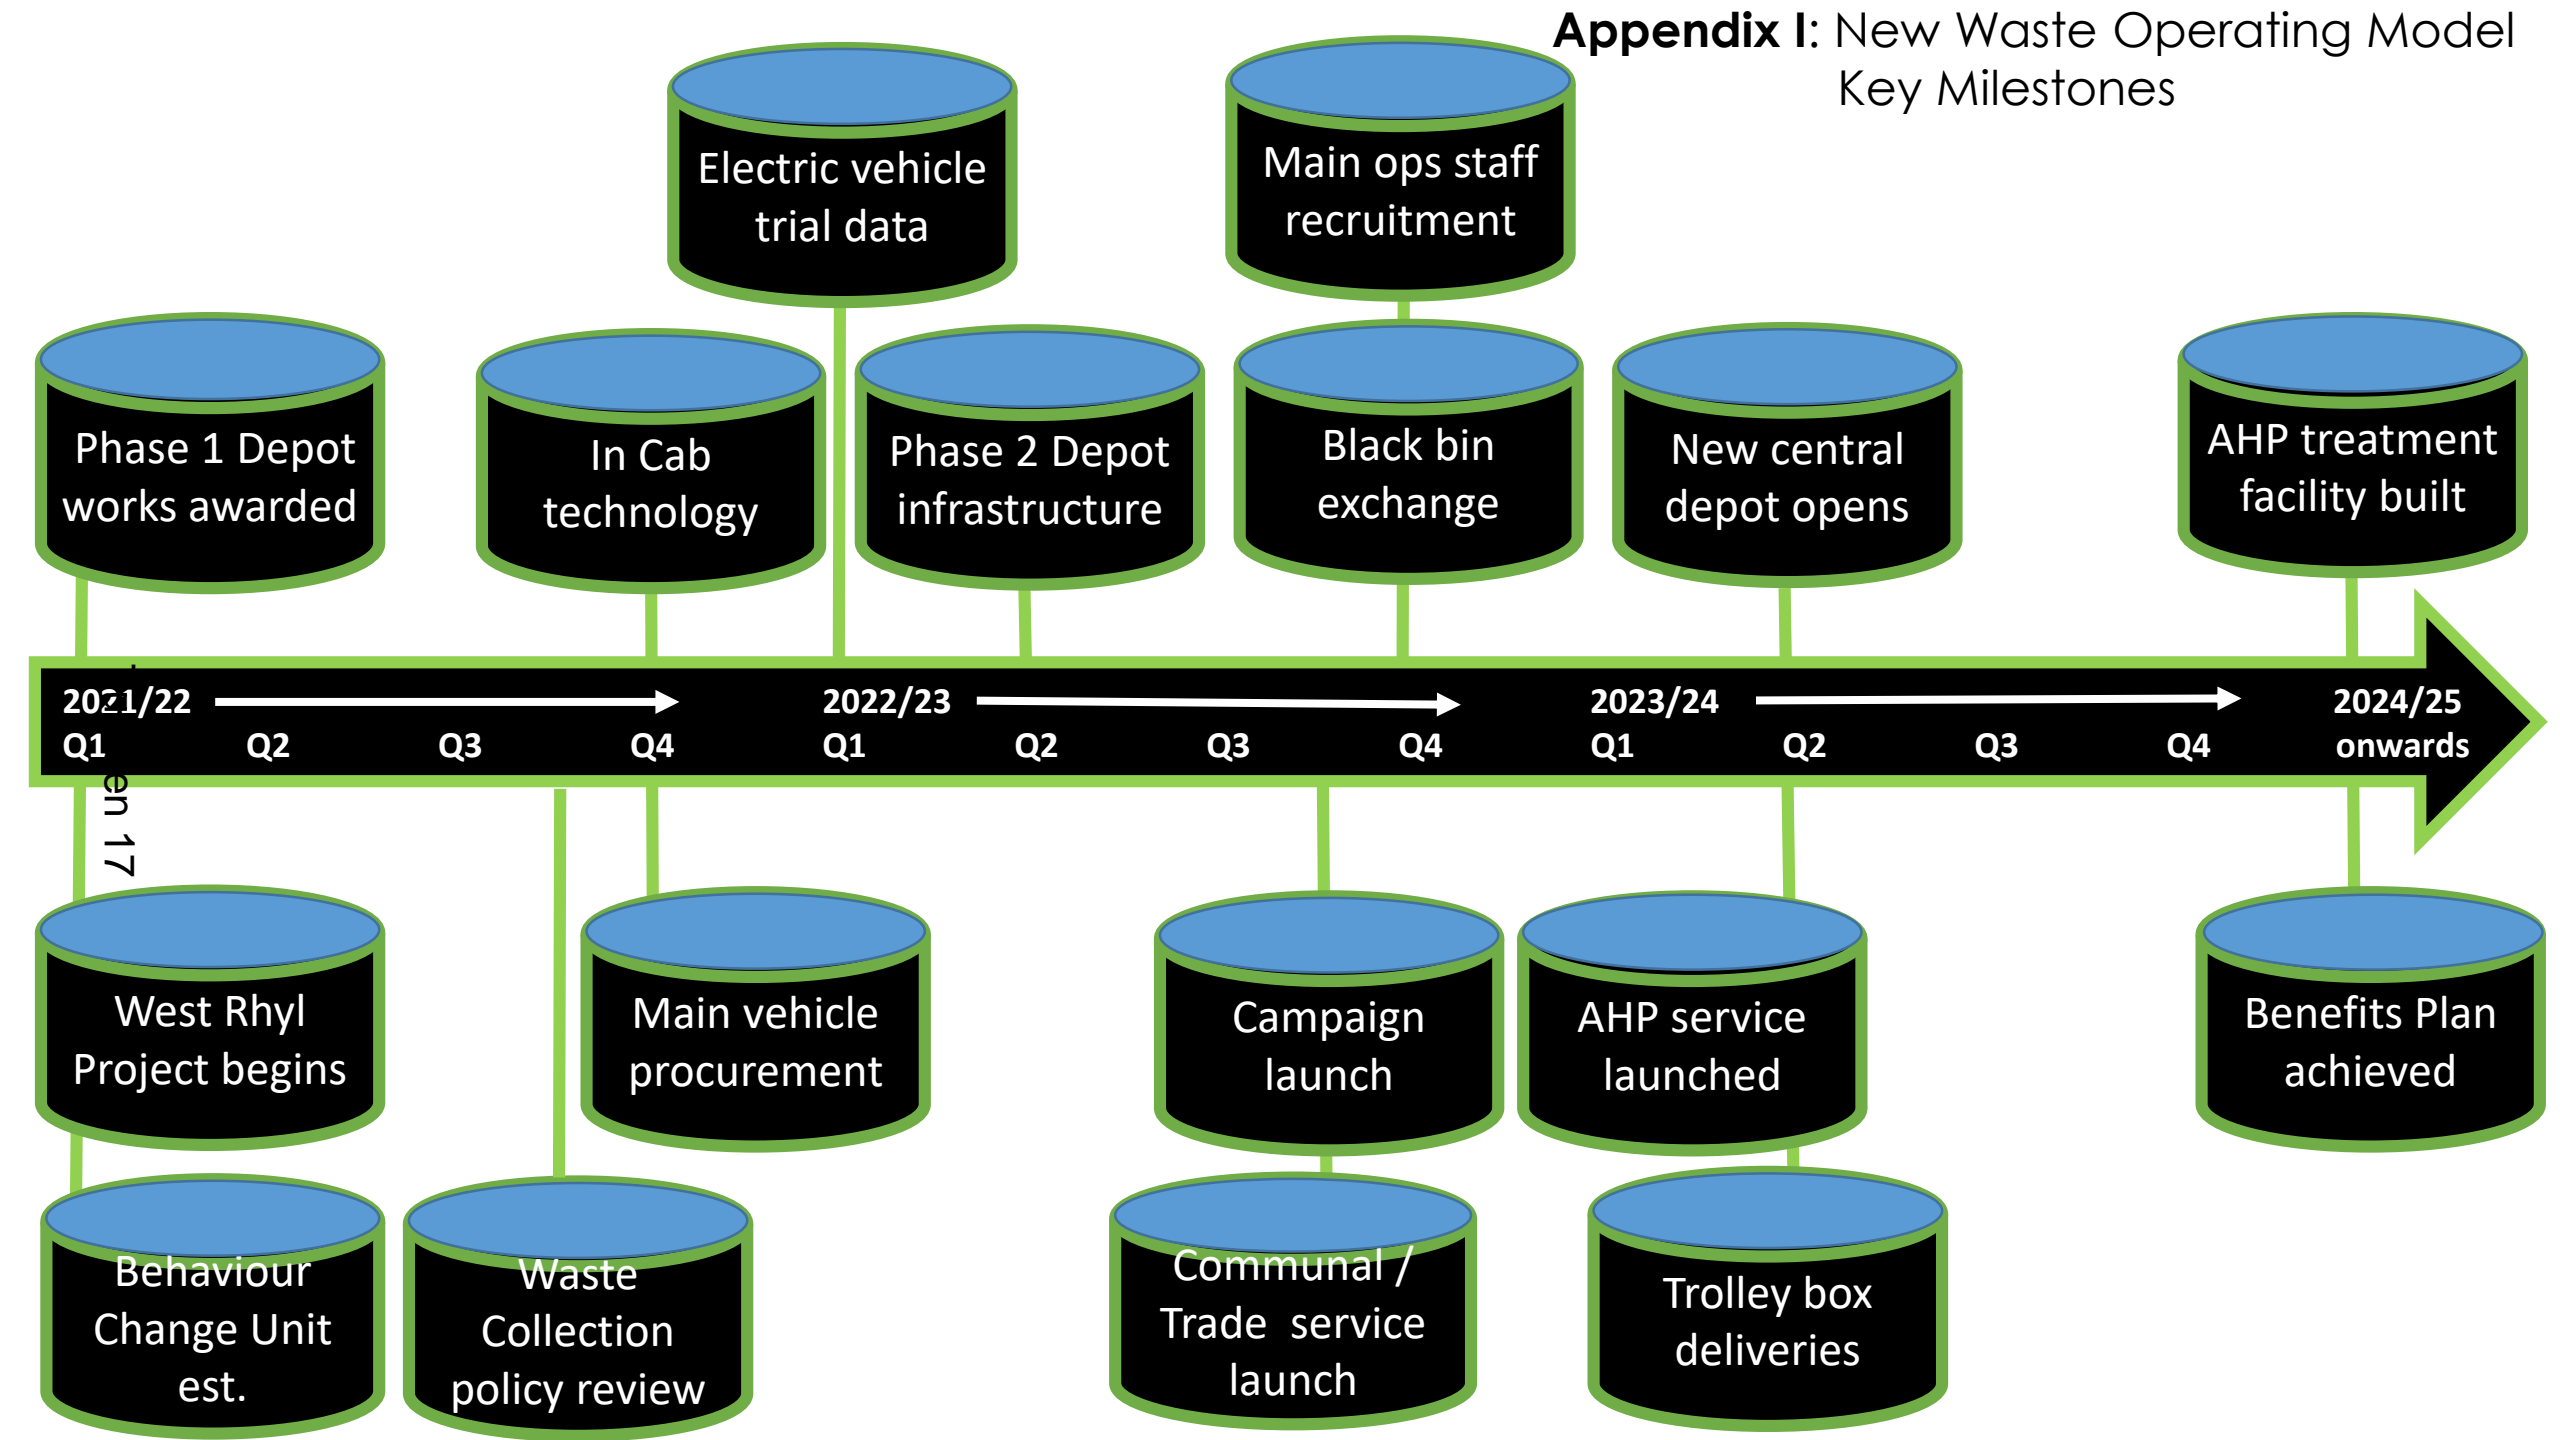 Appendix I: New Waste Operating Model
Key Milestones
Electric vehicle
trial data
Main ops staff
recruitment
Phase 1 Depot
works awarded
In Cab
technology
Phase 2 Depot
infrastructure
Black bin
exchange
New central
depot opens
AHP treatment
facility built
2021/22 2022/23 2023/24 2024/25
Q1 Q2 Q3 Q4 Q1 Q2 Q3 Q4 Q1 Q2 Q3 Q4 onwards
17
West Rhyl
Project begins
Main vehicle
procurement
Campaign
launch
AHP service
launched
Benefits Plan
achieved
Behaviour
Change Unit
est.
Waste
Collection
policy review
Communal /
Trade service
launch
Trolley box
deliveries